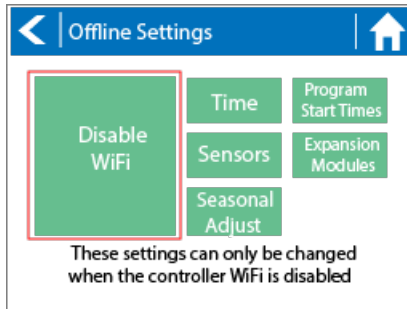 Offline Settings
Disable
WiFi
Time
Program
Start Times
Sensors
Expansion
Modules
Seasonal
Adjust
These settings can only be changed
when the controller WiFi is disabled